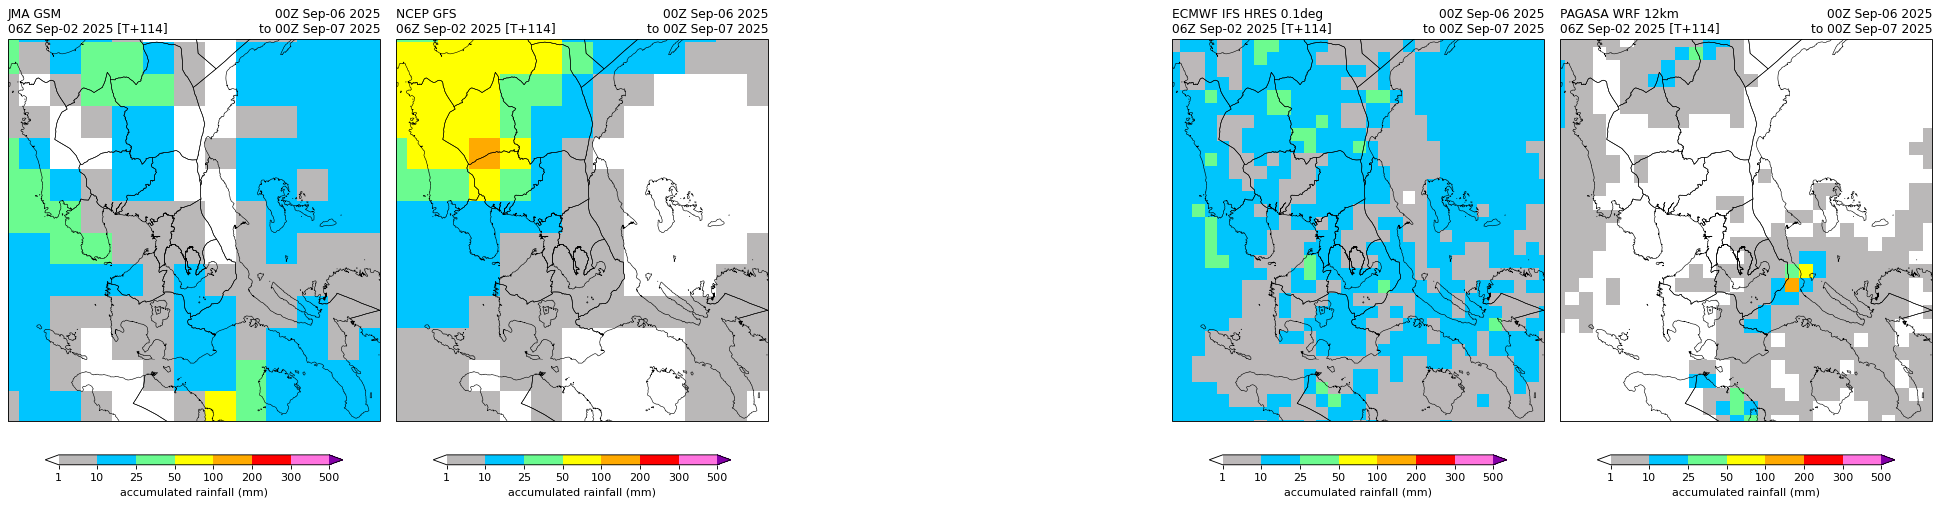 JMA GSM 00Z Sep-06 2025
06Z Sep-02 2025 [T+114] to 00Z Sep-07 2025
1 10 25 50 100 200 300 500
accumulated rainfall (mm)
NCEP GFS 00Z Sep-06 2025
06Z Sep-02 2025 [T+114] to 00Z Sep-07 2025
1 10 25 50 100 200 300 500
accumulated rainfall (mm)
ECMWF IFS HRES 0.1deg 00Z Sep-06 2025
06Z Sep-02 2025 [T+114] to 00Z Sep-07 2025
1 10 25 50 100 200 300 500
accumulated rainfall (mm)
PAGASA WRF 12km 00Z Sep-06 2025
06Z Sep-02 2025 [T+114] to 00Z Sep-07 2025
1 10 25 50 100 200 300 500
accumulated rainfall (mm)